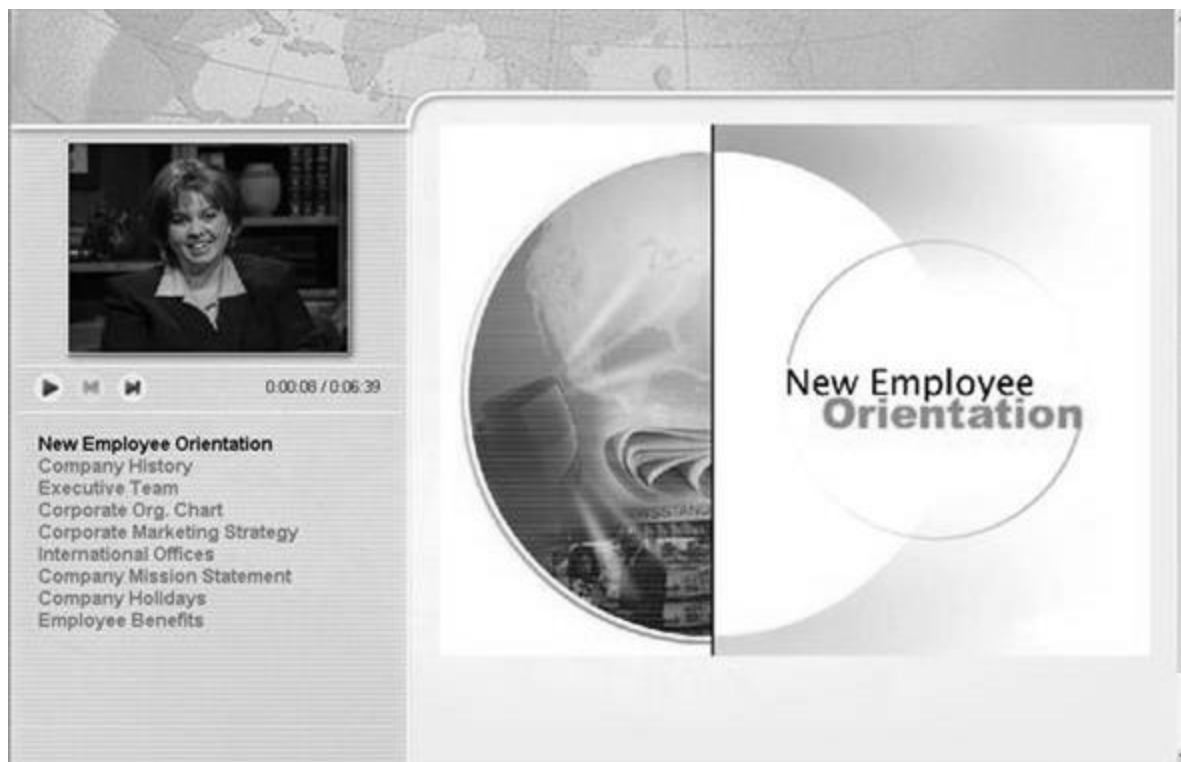 0:00:08 / 0:06:39
New Employee Orientation
Company History
Executive Team
Corporate Org. Chart
Corporate Marketing Strategy
International Offices
Company Mission Statement
Company Holidays
Employee Benefits
New Employee
Orientation